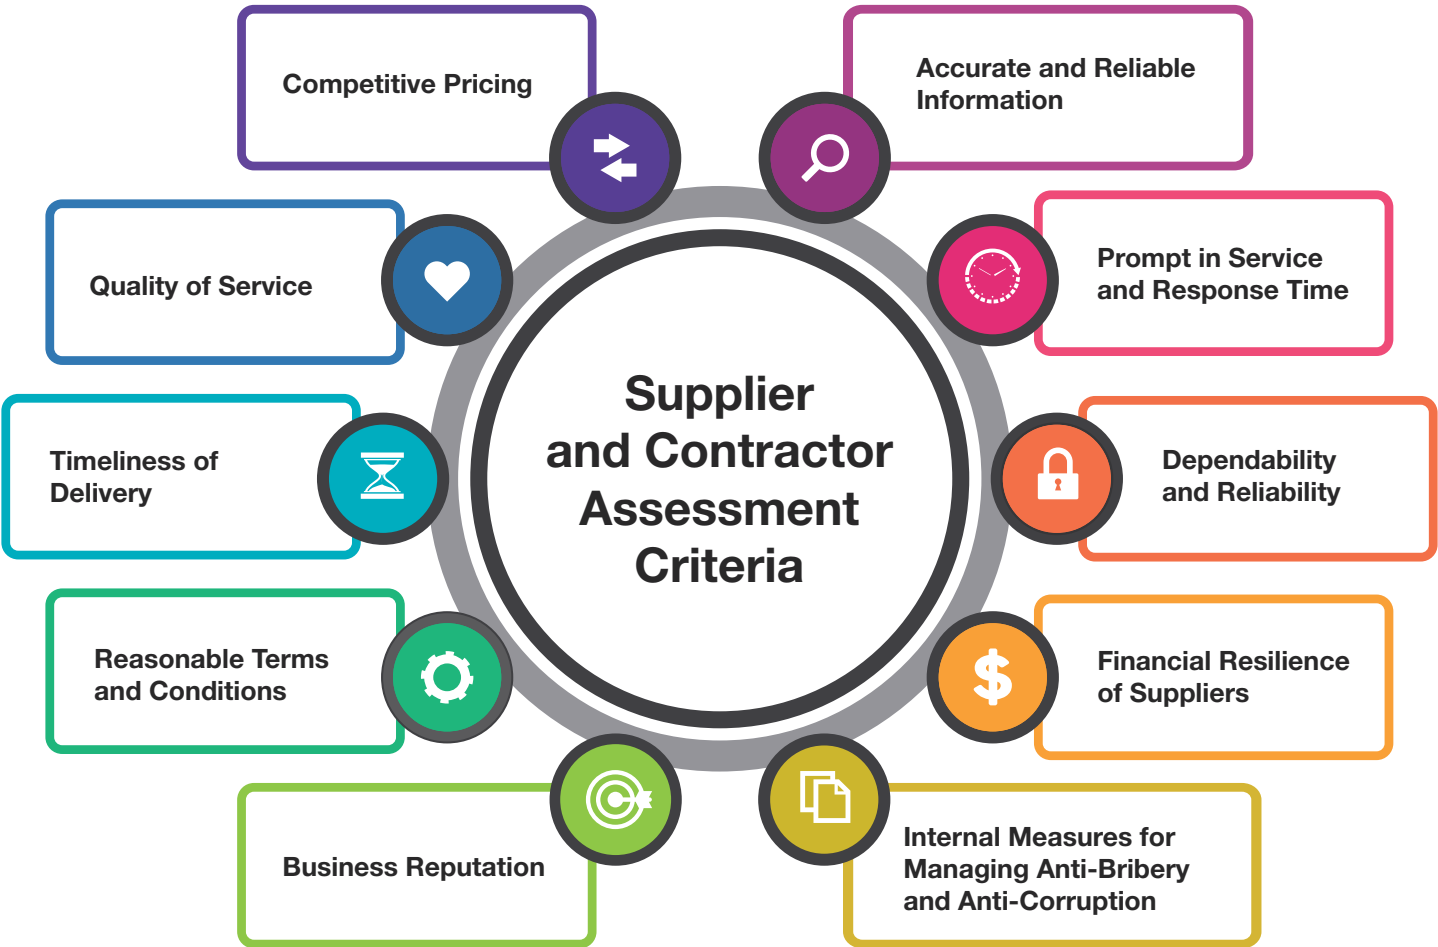 Competitive Pricing
Accurate and Reliable
Information
Quality of Service
Prompt in Service
and Response Time
Supplier
and Contractor
Assessment
Criteria
Timeliness of
Delivery
Dependability
and Reliability
Reasonable Terms
and Conditions
Financial Resilience
of Suppliers
Business Reputation
Internal Measures for
Managing Anti-Bribery
and Anti-Corruption